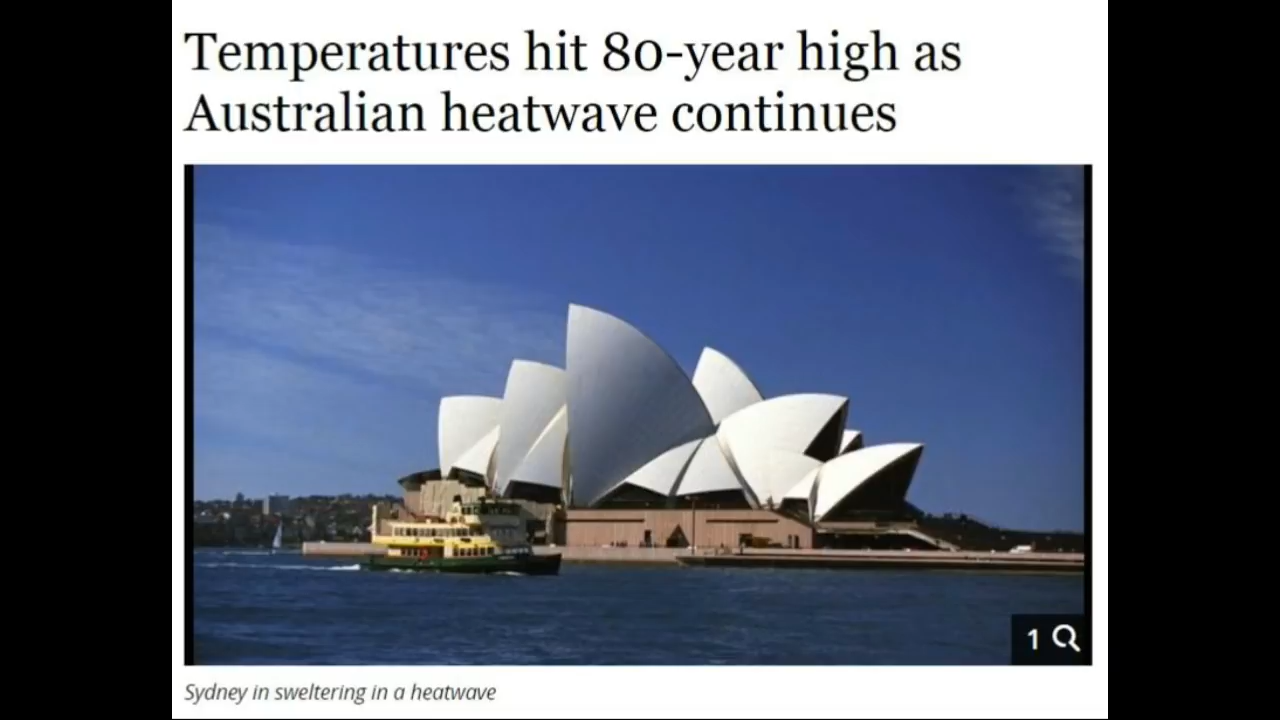 Temperatures hit 80-year high as
Australian heatwave continues
1
Sydney in sweltering in a heatwave